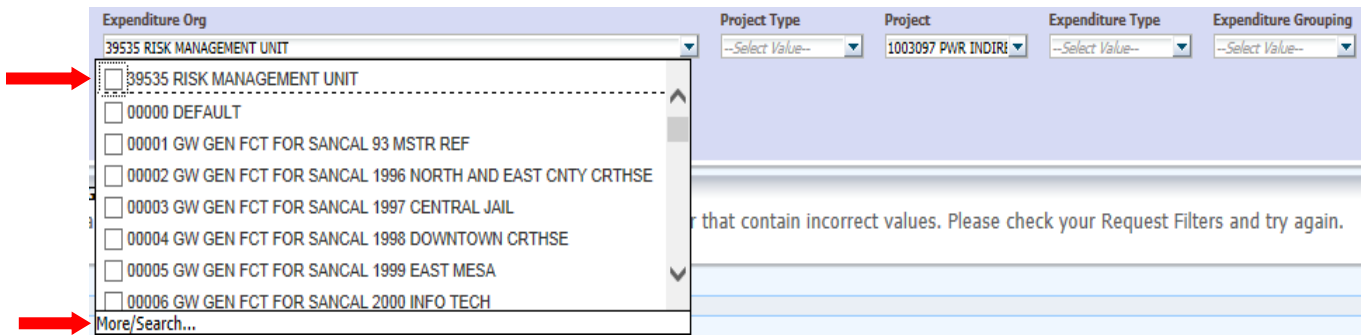 Expenditure Org Project Type Project Expenditure Type Expenditure Grouping
39535 RISK MANAGEMENT UNIT --Select Value-- 1003097 PWR INDIRE --Select Value-- --Select Value--
39535 RISK MANAGEMENT UNIT
00000 DEFAULT
00001 GW GEN FCT FOR SANCAL 93 MSTR REF
00002 GW GEN FCT FOR SANCAL 1996 NORTH AND EAST CNTY CRTHSE
00003 GW GEN FCT FOR SANCAL 1997 CENTRAL JAIL
that contain incorrect values. Please check your Request Filters and try again.
00004 GW GEN FCT FOR SANCAL 1998 DOWNTOWN CRTHSE
00005 GW GEN FCT FOR SANCAL 1999 EAST MESA
00006 GW GEN FCT FOR SANCAL 2000 INFO TECH
More/Search...